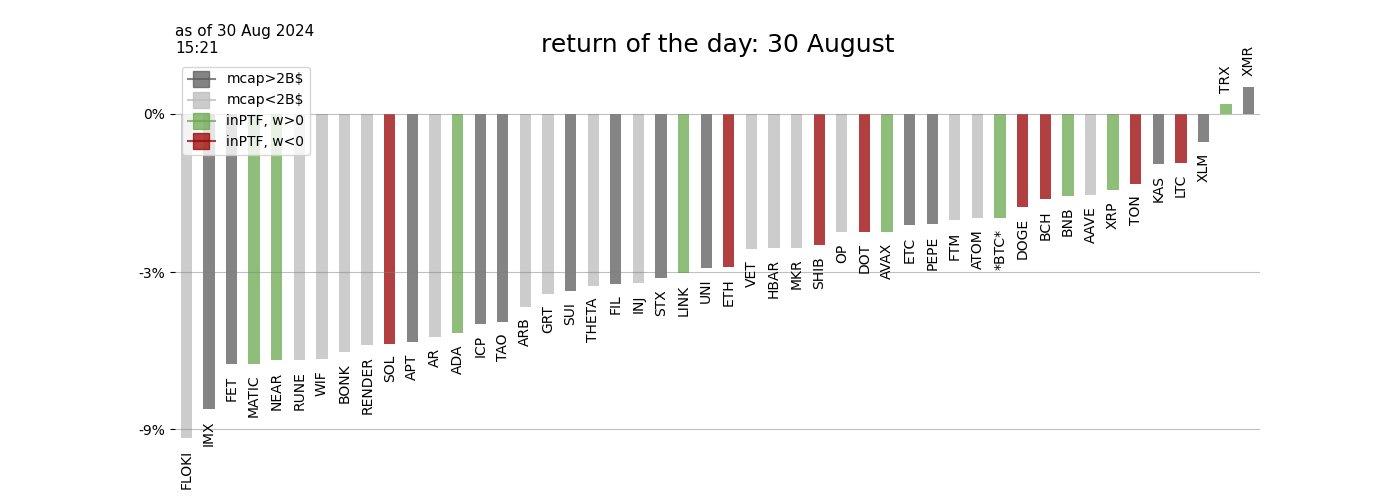 as of 30 Aug 2024
15:21
return of the day: 30 August
mcap>2B$
mcap<2B$
inPTF, w>0
inPTF, w<0
0%
-3%
-9%
FLOKI
IMX
FET
MATIC
NEAR
RUNE
WIF
BONK
RENDER
SOL
APT
AR
ADA
ICP
TAO
ARB
GRT
SUI
THETA
FIL
INJ
STX
LINK
UNI
ETH
VET
HBAR
MKR
SHIB
OP
DOT
AVAX
ETC
PEPE
FTM
ATOM
*BTC*
DOGE
BCH
BNB
AAVE
XRP
TON
KAS
LTC
XLM
TRX
XMR